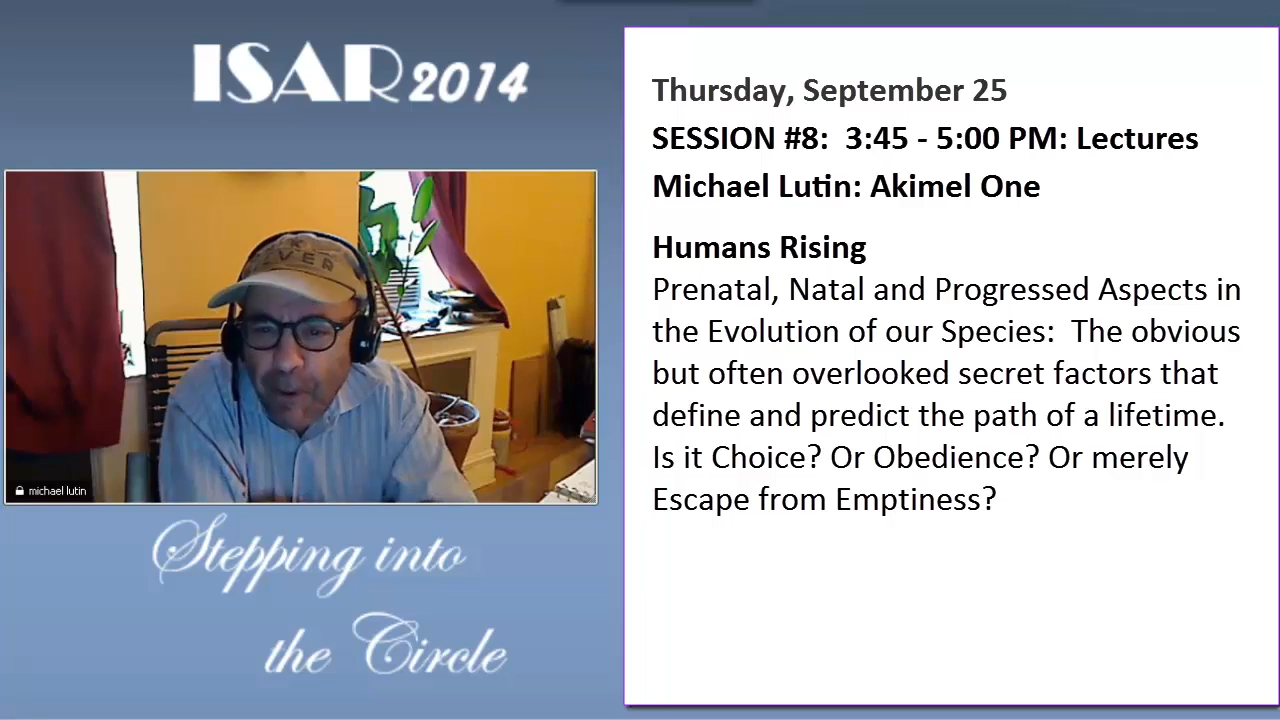 ISAR 2014
Thursday, September 25
SESSION #8:  3:45 - 5:00 PM: Lectures
Michael Lutin: Akimel One
Humans Rising
Prenatal, Natal and Progressed Aspects in
the Evolution of our Species:  The obvious
but often overlooked secret factors that
define and predict the path of a lifetime.
Is it Choice? Or Obedience? Or merely
Escape from Emptiness?
michael lutin
Stepping into
the Circle